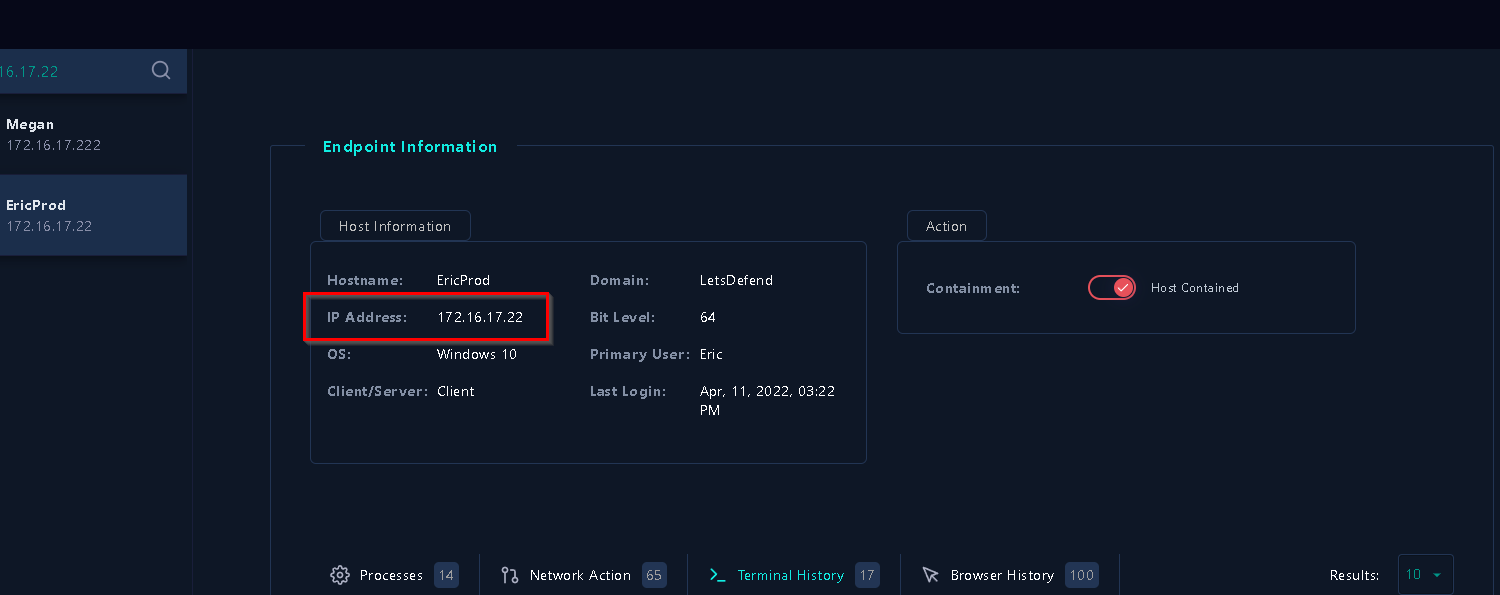 16.17.22
Megan
172.16.17.222
EricProd
172.16.17.22
Endpoint Information
Host Information
Hostname: EricProd
IP Address: 172.16.17.22
OS: Windows 10
Client/Server: Client
Domain: LetsDefend
Bit Level: 64
Primary User: Eric
Last Login: Apr, 11, 2022, 03:22
PM
Action
Containment: Host Contained
Processes 14 Network Action 65 Terminal History 17 Browser History 100 Results: 10